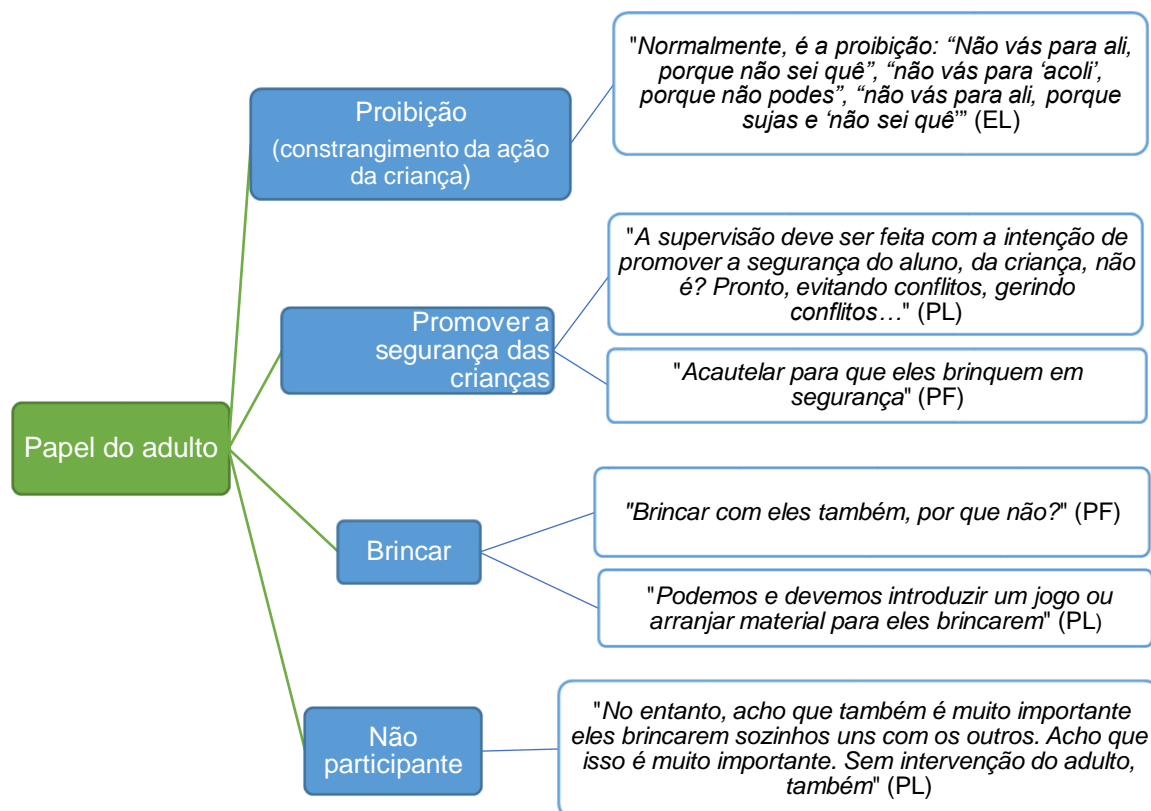 Papel do adulto
Proibição
(constrangimento da ação
da criança)
"Normalmente, é a proibição: “Não vás para ali,
porque não sei quê”, “não vás para ‘acoli’,
porque não podes”, “não vás para ali, porque
sujas e ‘não sei quê’” (EL)
Promover a
segurança das
crianças
"A supervisão deve ser feita com a intenção de
promover a segurança do aluno, da criança, não
é? Pronto, evitando conflitos, gerindo
conflitos…" (PL)
"Acautelar para que eles brinquem em
segurança" (PF)
Brincar
"Brincar com eles também, por que não?" (PF)
"Podemos e devemos introduzir um jogo ou
arranjar material para eles brincarem" (PL)
Não
participante
"No entanto, acho que também é muito importante
eles brincarem sozinhos uns com os outros. Acho que
isso é muito importante. Sem intervenção do adulto,
também" (PL)